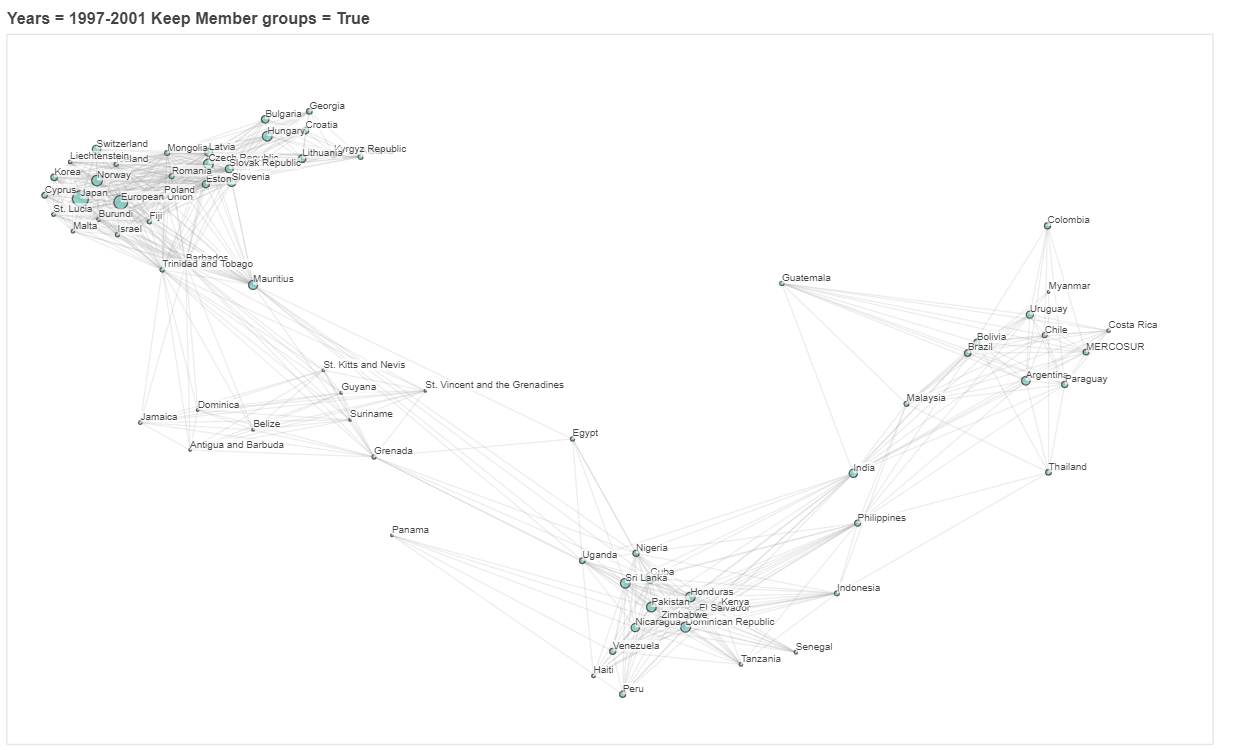 Years = 1997-2001 Keep Member groups = True
Georgia
Bulgaria
Croatia
Hungary
Switzerland
Mongolia
Latvia
Kyrgyz Republic
Lithuania
Liechtenstein
Czech Republic
Slovak Republic
Korea
Norway
Romania
Slovenia
Poland
Cyprus
Japan
European Union
St. Lucia
Burundi
Fiji
Malta
Israel
Colombia
Barbados
Trinidad and Tobago
Mauritius
Guatemala
Myanmar
Uruguay
Costa Rica
Chile
Bolivia
Brazil
MERCOSUR
St. Kitts and Nevis
Argentina
Paraguay
Guyana
St. Vincent and the Grenadines
Malaysia
Dominica
Suriname
Jamaica
Belize
Egypt
Antigua and Barbuda
Grenada
India
Thailand
Philippines
Panama
Nigeria
Uganda
Cuba
Sri Lanka
Indonesia
Honduras
Pakistan
Kenya
El Salvador
Zimbabwe
Nicaragua
Dominican Republic
Venezuela
Senegal
Tanzania
Haiti
Peru